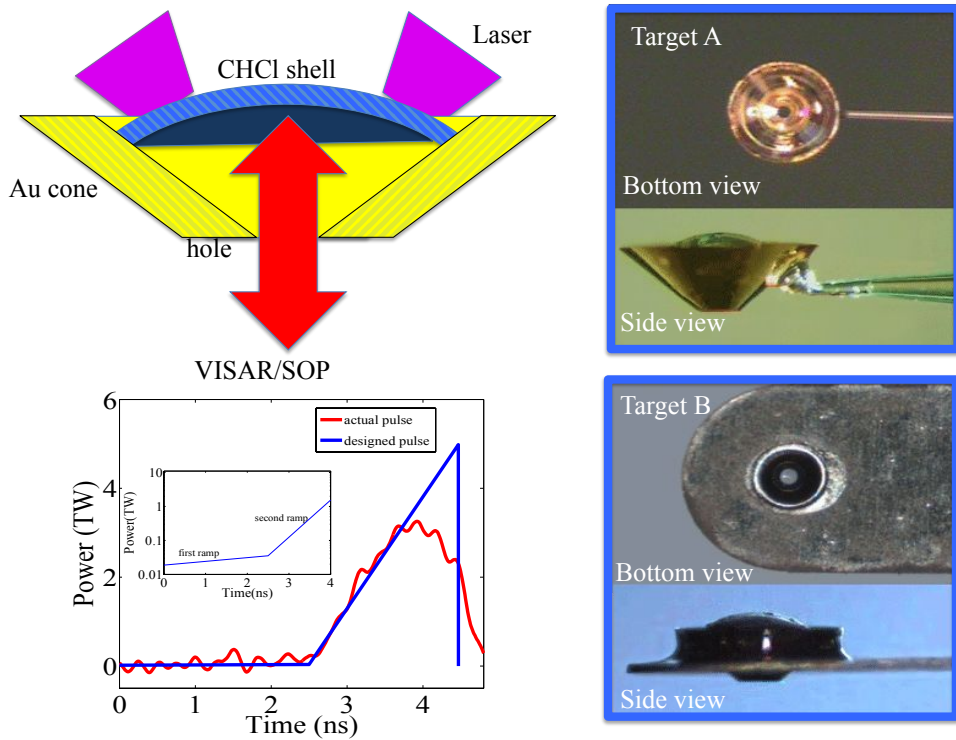 Laser
CHCl shell
Au cone
hole
VISAR/SOP
Target A
Bottom view
Side view
Target B
Bottom view
Side view
6
4
2
0
Power (TW)
0
1
2
3
4
Time (ns)
actual pulse
designed pulse
10
1
0.1
0.01
Power(TW)
first ramp
second ramp
0
1
2
3
4
Time(ns)